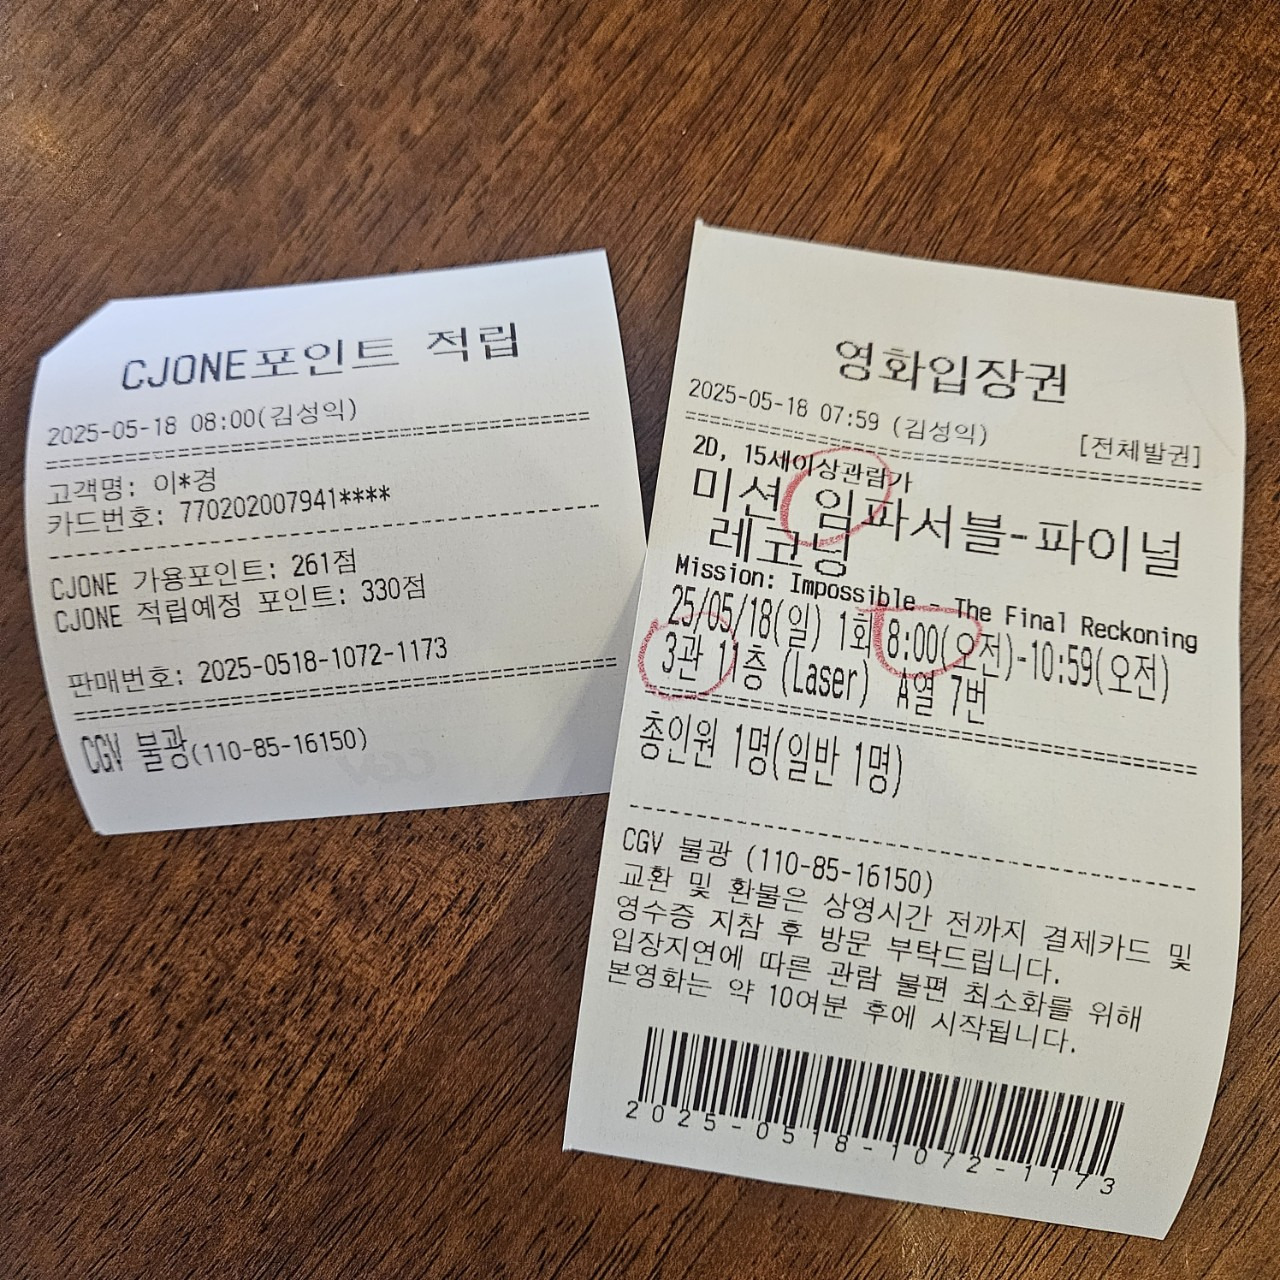 CJONE포인트 적립
2025-05-18 08:00(김성익)
고객명: 이*경
카드번호: 770202007941****
CJONE 가용포인트: 261점
CJONE 적립예정 포인트: 330점
판매번호: 2025-0518-1072-1173
CGV 불광(110-85-16150)
영화입장권
2025-05-18 07:59 (김성익) [전체발권]
2D, 15세이상관람가
미션 임파서블-파이널
레코닝
Mission: Impossible - The Final Reckoning
25/05/18(일) 1회 8:00(오전)-10:59(오전)
3관 11층 (Laser) A열 7번
총인원 1명(일반 1명)
CGV 불광 (110-85-16150)
교환 및 환불은 상영시간 전까지 결제카드 및
영수증 지참 후 방문 부탁드립니다.
입장지연에 따른 관람 불편 최소화를 위해
본영화는 약 10여분 후에 시작됩니다.
2025-0518-1072-1173